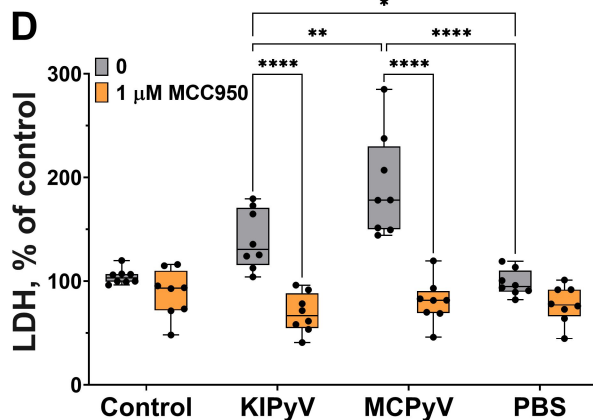 D
*
** ****
**** ****
300
0
1 μM MCC950
200
100
0
LDH, % of control
Control KIPyV MCPyV PBS